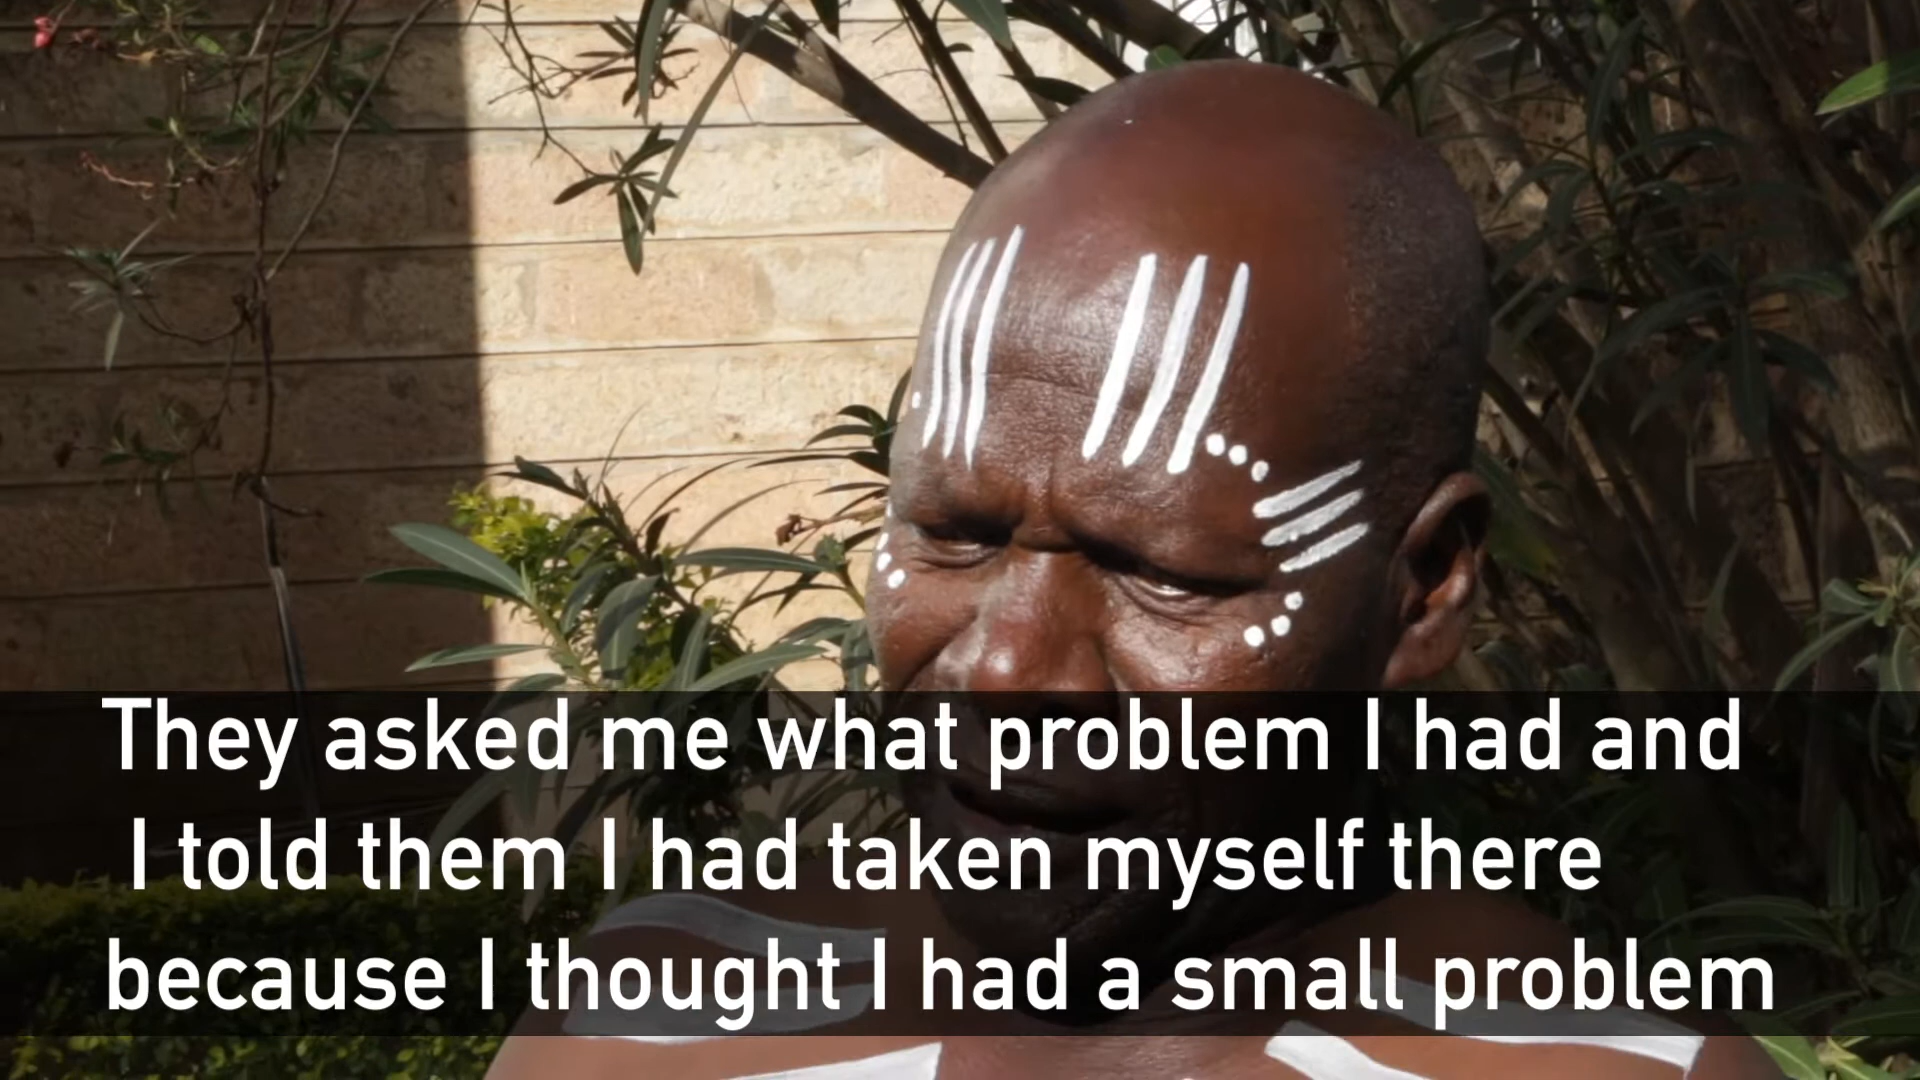 They asked me what problem I had and
I told them I had taken myself there
because I thought I had a small problem